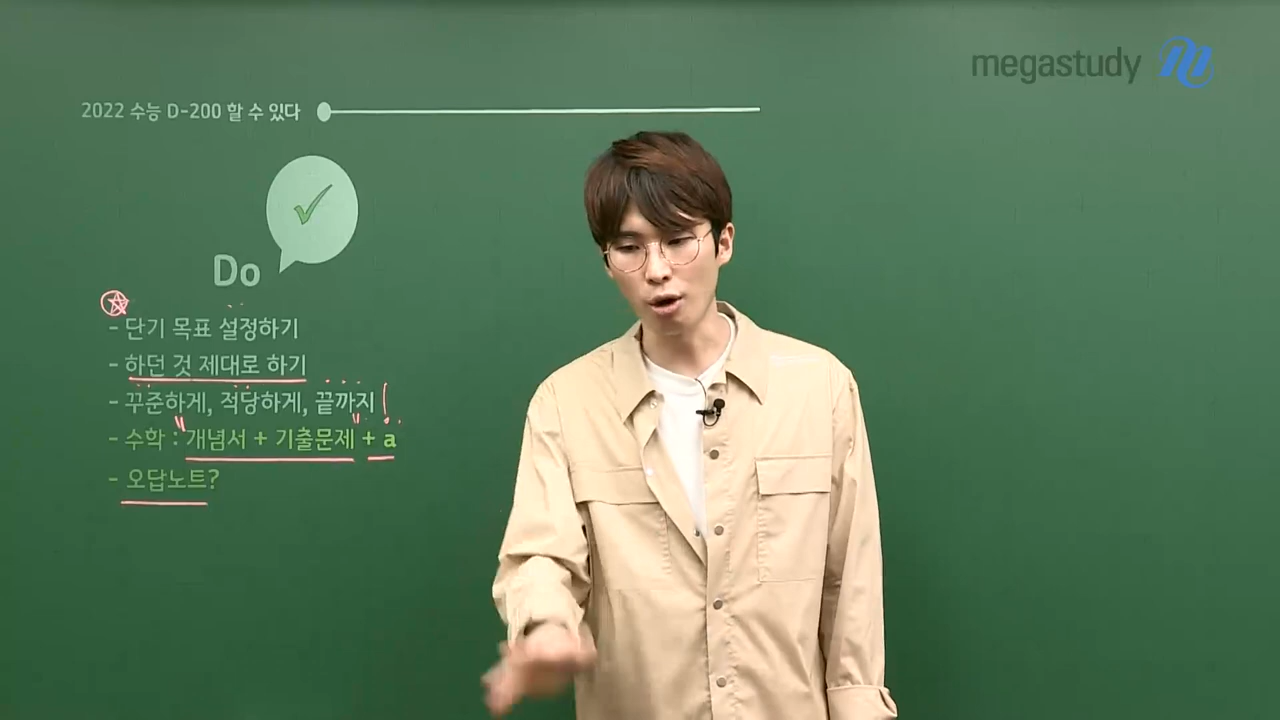 megastudy
2022 수능 D-200 할 수 있다
Do
- 단기 목표 설정하기
- 하던 것 제대로 하기
- 꾸준하게, 적당하게, 끝까지!
- 수학 : "개념서 + 기출문제" + a
- 오답노트?